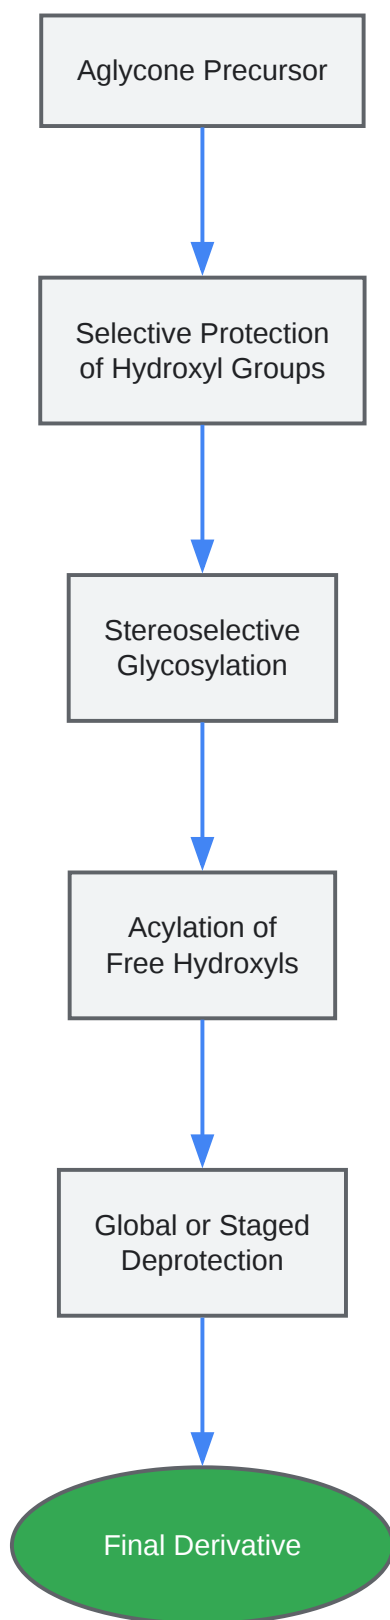 Aglycone Precursor
Selective Protection
of Hydroxyl Groups
Stereoselective
Glycosylation
Acylation of
Free Hydroxyls
Global or Staged
Deprotection
Final Derivative